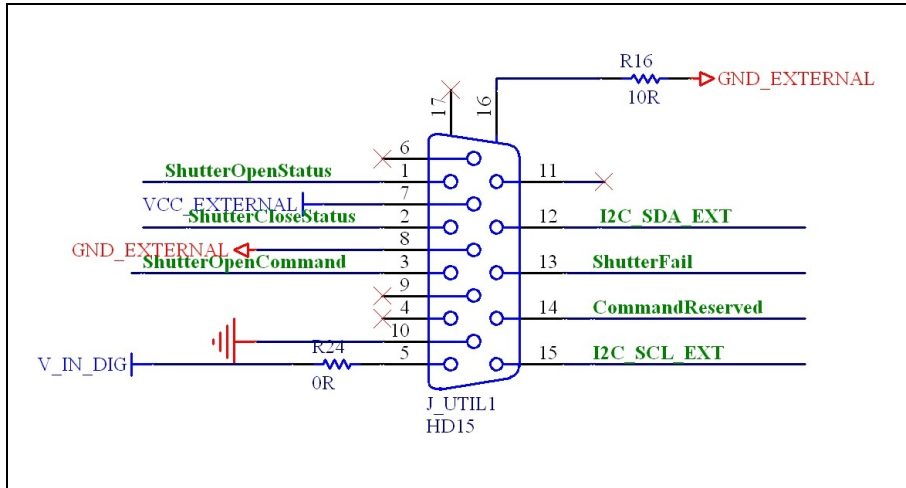 R16
10R
GND_EXTERNAL
17
16
6
ShutterOpenStatus
1
11
VCC_EXTERNAL
7
ShutterCloseStatus
2
12
I2C_SDA_EXT
GND_EXTERNAL
8
ShutterOpenCommand
3
13
ShutterFail
9
4
14
CommandReserved
10
R24
V_IN_DIG
0R
5
15
I2C_SCL_EXT
J_UTIL1
HD15